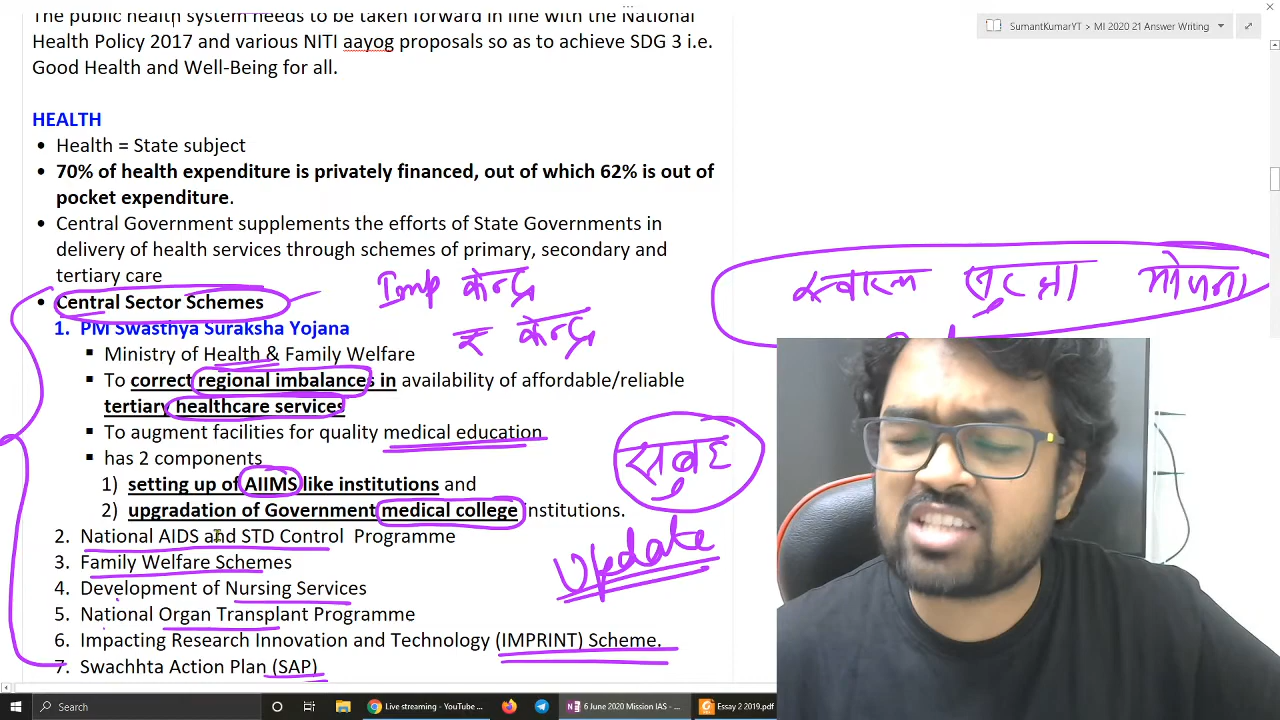 The public health system needs to be taken forward in line with the National
Health Policy 2017 and various NITI aayog proposals so as to achieve SDG 3 i.e.
Good Health and Well-Being for all.
SumantKumarYT > MI 2020 21 Answer Writing
HEALTH
• Health = State subject
• 70% of health expenditure is privately financed, out of which 62% is out of
pocket expenditure.
• Central Government supplements the efforts of State Governments in
delivery of health services through schemes of primary, secondary and
tertiary care
Imp केन्द्र
स्वास्थ्य सुरक्षा योजना
• Central Sector Schemes
₹ केन्द्र
1. PM Swasthya Suraksha Yojana
▪ Ministry of Health & Family Welfare
▪ To correct regional imbalances in availability of affordable/reliable
tertiary healthcare services
▪ To augment facilities for quality medical education
▪ has 2 components
सुबह
1) setting up of AIIMS like institutions and
2) upgradation of Government medical college institutions.
Update
2. National AIDS and STD Control Programme
3. Family Welfare Schemes
4. Development of Nursing Services
5. National Organ Transplant Programme
6. Impacting Research Innovation and Technology (IMPRINT) Scheme.
7. Swachhta Action Plan (SAP)
Search
Live streaming - YouTube ...
6 June 2020 Mission IAS - ...
Essay 2 2019.pdf